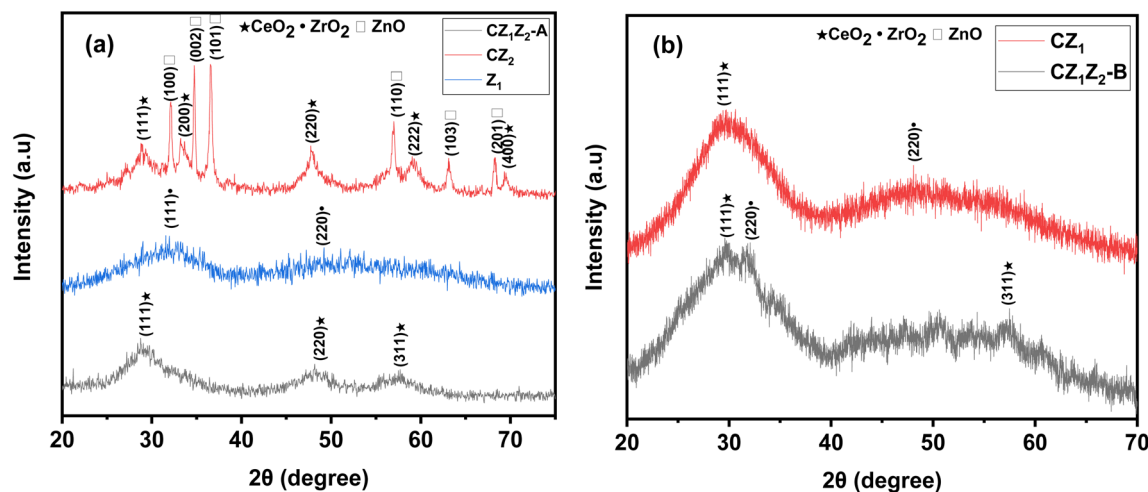 (a)
★CeO₂ • ZrO₂ □ ZnO
CZ₁Z₂-A
CZ₂
Z₁
(111)★
(100)□
(200)★
(002)□
(101)□
(220)★
(110)□
(222)★
(103)□
(201)□
(400)★
(111)•
(220)•
(111)★
(220)★
(311)★
Intensity (a.u)
20 30 40 50 60 70
2θ (degree)
(b)
★CeO₂ • ZrO₂ □ ZnO
CZ₁
CZ₁Z₂-B
(111)★
(220)•
(111)★
(220)•
(311)★
Intensity (a.u)
20 30 40 50 60 70
2θ (degree)